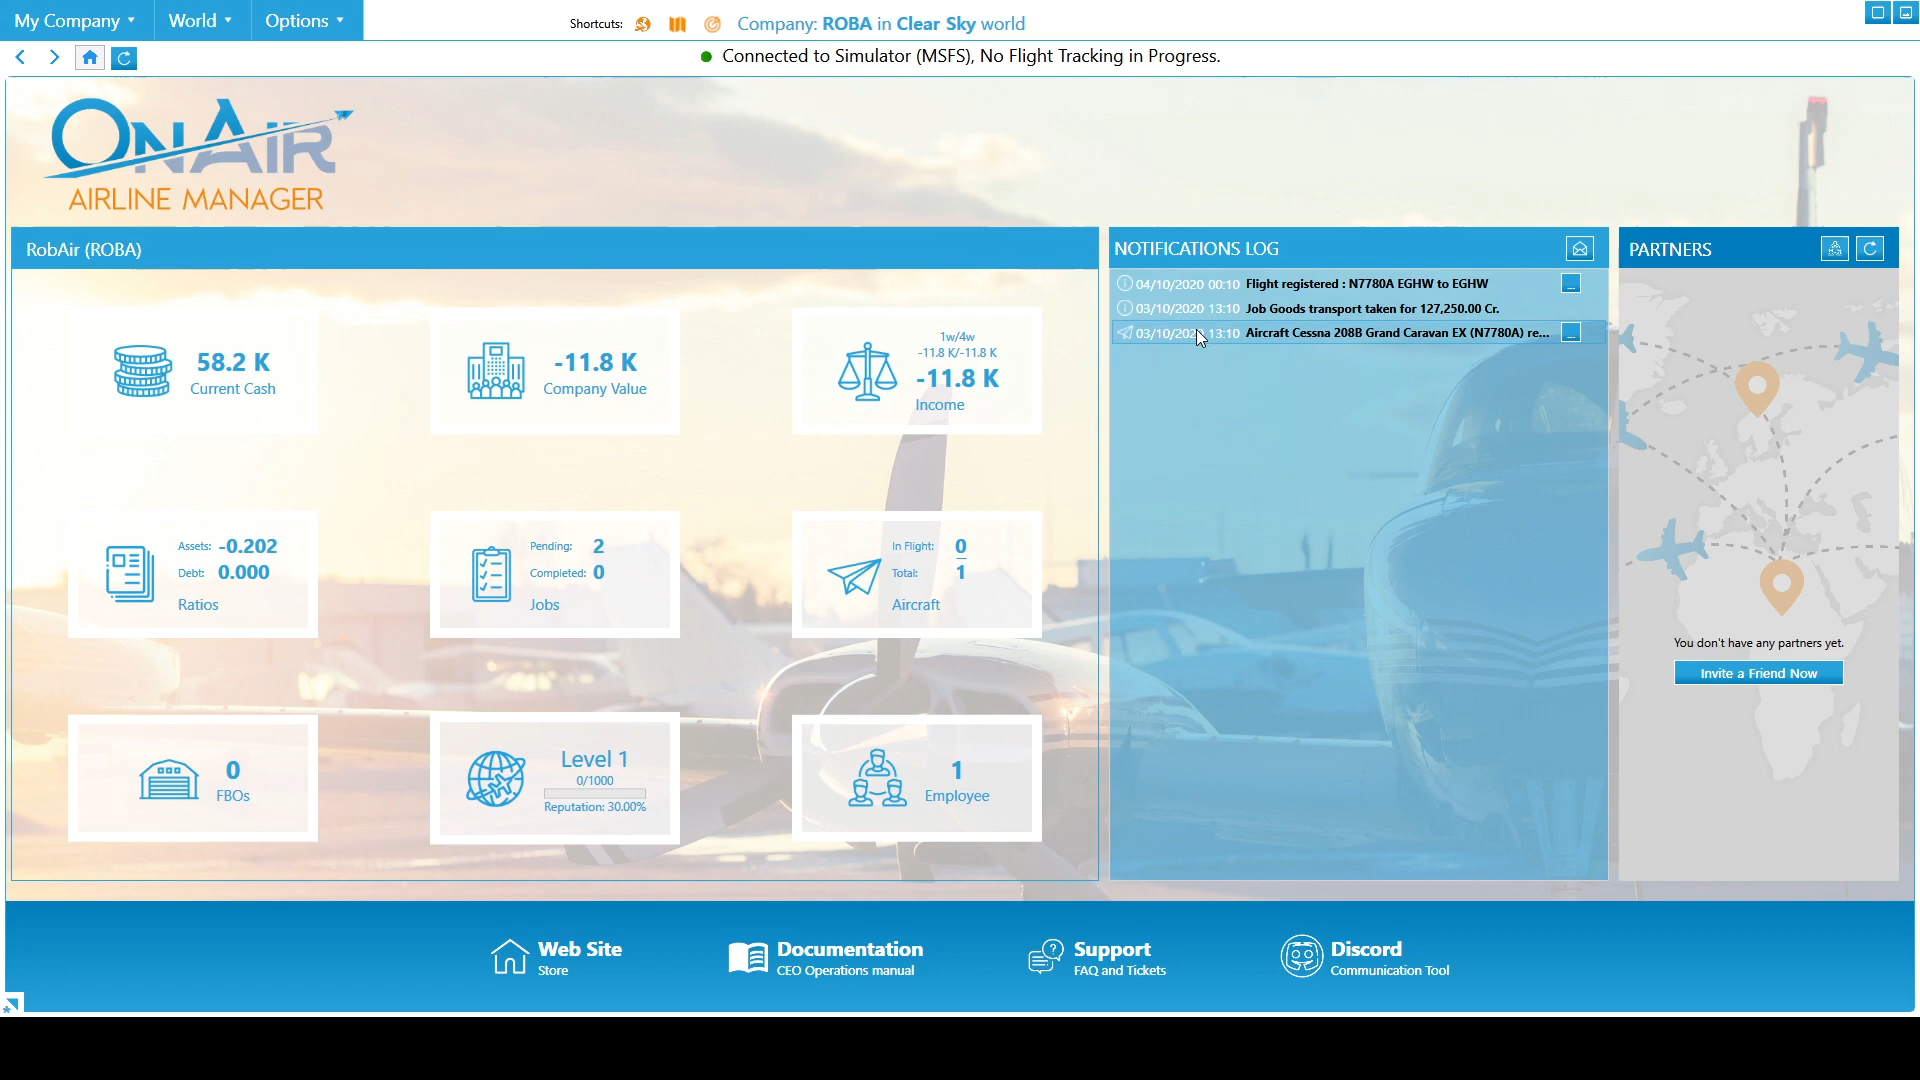 My Company
World
Options
Shortcuts:
Company: ROBA in Clear Sky world
Connected to Simulator (MSFS), No Flight Tracking in Progress.
ONAIR
AIRLINE MANAGER
RobAir (ROBA)
58.2 K
Current Cash
-11.8 K
Company Value
1w/4w
-11.8 K/-11.8 K
-11.8 K
Income
Assets: -0.202
Debt: 0.000
Ratios
Pending: 2
Completed: 0
Jobs
In Flight: 0
Total: 1
Aircraft
0
FBOs
Level 1
0/1000
Reputation: 30.00%
1
Employee
NOTIFICATIONS LOG
04/10/2020 00:10 Flight registered : N7780A EGHW to EGHW
...
03/10/2020 13:10 Job Goods transport taken for 127,250.00 Cr.
03/10/2020 13:10 Aircraft Cessna 208B Grand Caravan EX (N7780A) re...
...
PARTNERS
You don't have any partners yet.
Invite a Friend Now
Web Site
Store
Documentation
CEO Operations manual
Support
FAQ and Tickets
Discord
Communication Tool